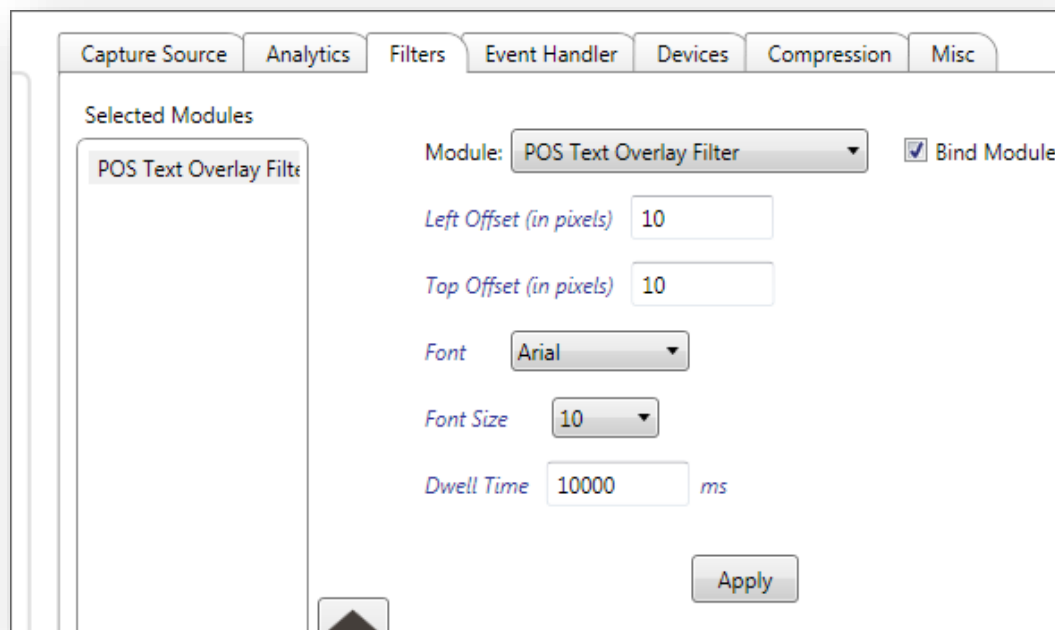 Capture Source Analytics Filters Event Handler Devices Compression Misc
Selected Modules
POS Text Overlay Filte
Module: POS Text Overlay Filter Bind Module
Left Offset (in pixels) 10
Top Offset (in pixels) 10
Font Arial
Font Size 10
Dwell Time 10000 ms
Apply